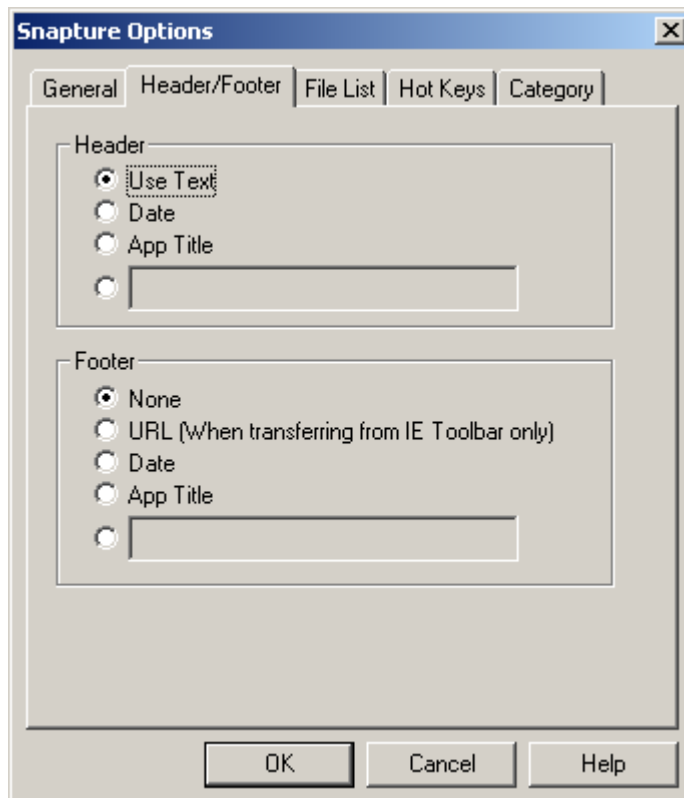 Snapture Options
General Header/Footer File List Hot Keys Category
Header
Use Text
Date
App Title
Footer
None
URL (When transferring from IE Toolbar only)
Date
App Title
OK Cancel Help